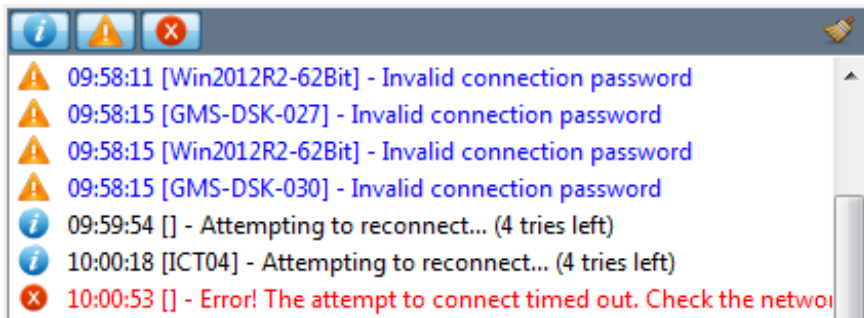 09:58:11 [Win2012R2-62Bit] - Invalid connection password
09:58:15 [GMS-DSK-027] - Invalid connection password
09:58:15 [Win2012R2-62Bit] - Invalid connection password
09:58:15 [GMS-DSK-030] - Invalid connection password
09:59:54 [] - Attempting to reconnect... (4 tries left)
10:00:18 [ICT04] - Attempting to reconnect... (4 tries left)
10:00:53 [] - Error! The attempt to connect timed out. Check the networ